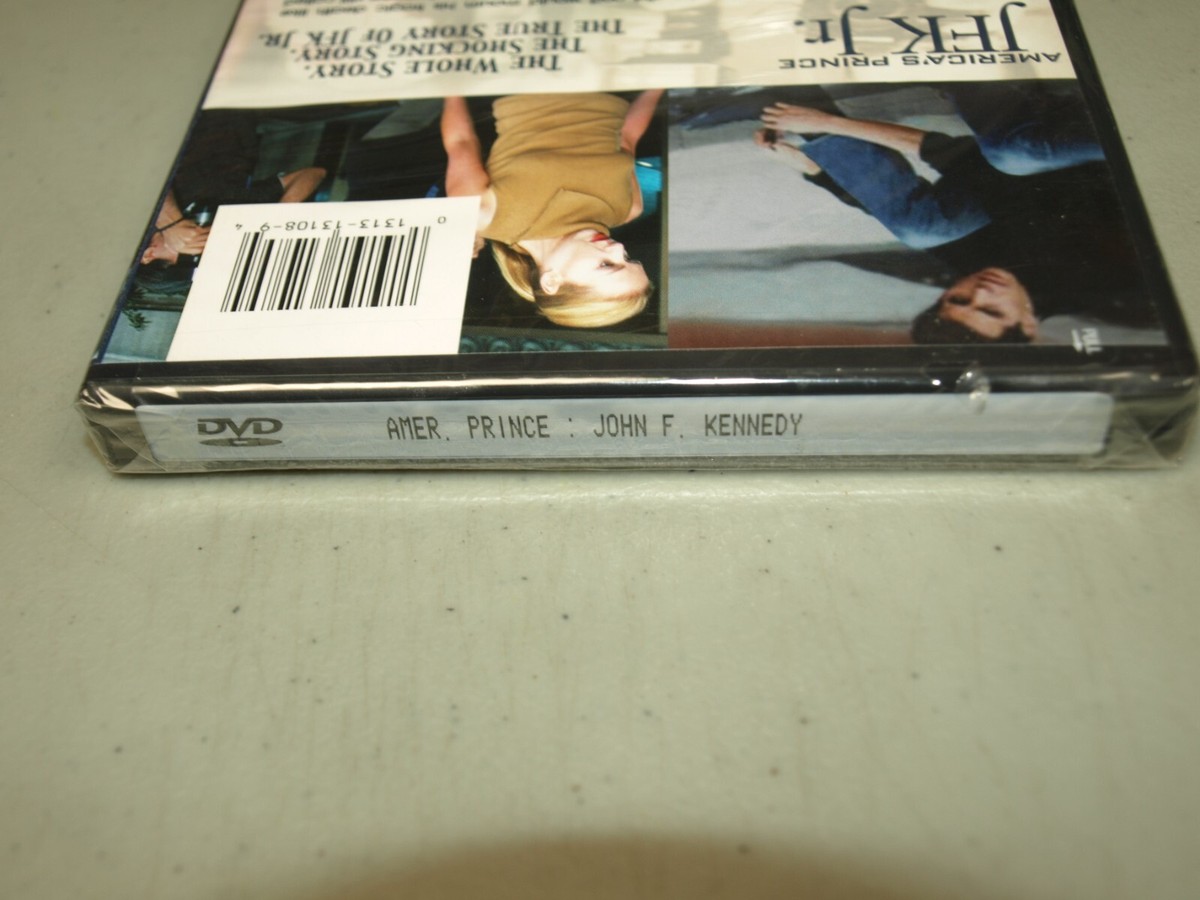 AMERICA'S PRINCE
JFK Jr.
THE WHOLE STORY.
THE SHOCKING STORY.
THE TRUE STORY OF JFK JR.
0 1313-13108-9 4
PULL
DVD
AMER. PRINCE : JOHN F. KENNEDY